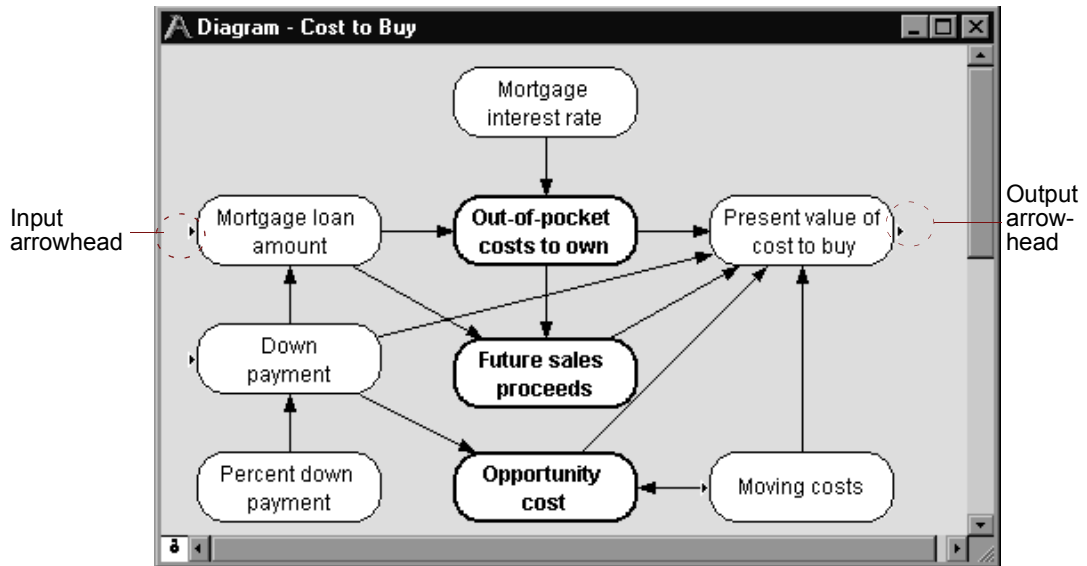 Diagram - Cost to Buy
Mortgage
interest rate
Input
arrowhead
Mortgage loan
amount
Out-of-pocket
costs to own
Present value of
cost to buy
Output
arrow-
head
Down
payment
Future sales
proceeds
Percent down
payment
Opportunity
cost
Moving costs